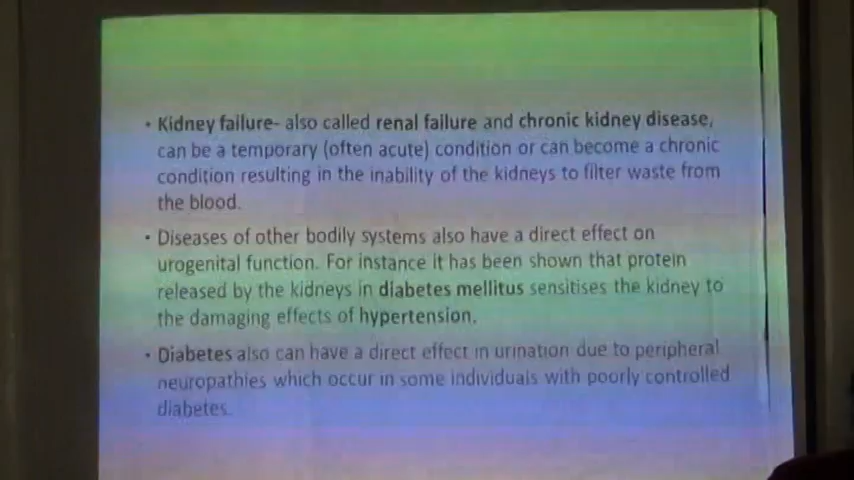 • Kidney failure- also called renal failure and chronic kidney disease,
can be a temporary (often acute) condition or can become a chronic
condition resulting in the inability of the kidneys to filter waste from
the blood.
• Diseases of other bodily systems also have a direct effect on
urogenital function. For instance it has been shown that protein
released by the kidneys in diabetes mellitus sensitises the kidney to
the damaging effects of hypertension.
• Diabetes also can have a direct effect in urination due to peripheral
neuropathies which occur in some individuals with poorly controlled
diabetes.